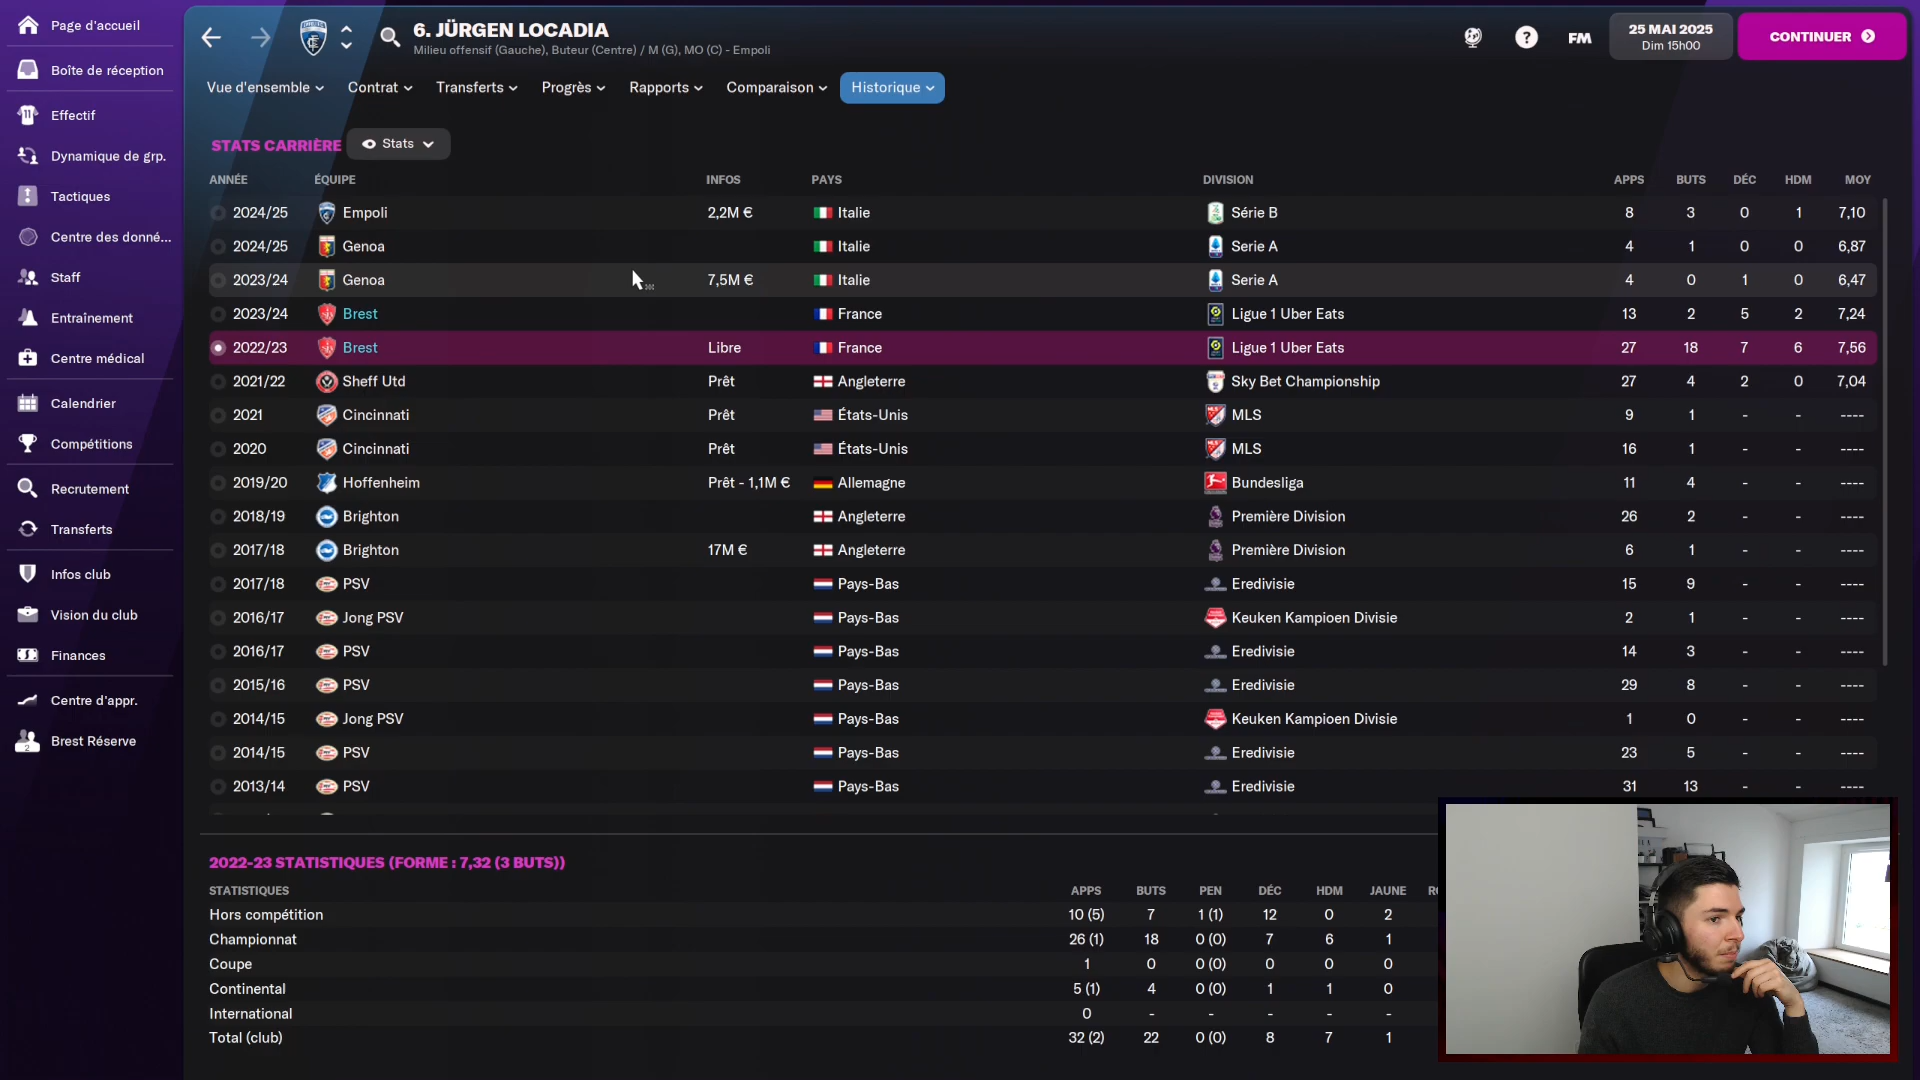 Page d'accueil
Boîte de réception
Effectif
Dynamique de grp.
Tactiques
Centre des donné...
Staff
Entraînement
Centre médical
Calendrier
Compétitions
Recrutement
Transferts
Infos club
Vision du club
Finances
Centre d'appr.
Brest Réserve
6. JÜRGEN LOCADIA
Milieu offensif (Gauche), Buteur (Centre) / M (G), MO (C) - Empoli
FM
25 MAI 2025
Dim 15h00
CONTINUER
Vue d'ensemble Contrat Transferts Progrès Rapports Comparaison Historique
STATS CARRIÈRE Stats
ANNÉE ÉQUIPE INFOS PAYS DIVISION APPS BUTS DÉC HDM MOY
2024/25 Empoli 2,2M € Italie Série B 8 3 0 1 7,10
2024/25 Genoa Italie Serie A 4 1 0 0 6,87
2023/24 Genoa 7,5M € Italie Serie A 4 0 1 0 6,47
2023/24 Brest France Ligue 1 Uber Eats 13 2 5 2 7,24
2022/23 Brest Libre France Ligue 1 Uber Eats 27 18 7 6 7,56
2021/22 Sheff Utd Prêt Angleterre Sky Bet Championship 27 4 2 0 7,04
2021 Cincinnati Prêt États-Unis MLS 9 1 - - ----
2020 Cincinnati Prêt États-Unis MLS 16 1 - - ----
2019/20 Hoffenheim Prêt - 1,1M € Allemagne Bundesliga 11 4 - - ----
2018/19 Brighton Angleterre Première Division 26 2 - - ----
2017/18 Brighton 17M € Angleterre Première Division 6 1 - - ----
2017/18 PSV Pays-Bas Eredivisie 15 9 - - ----
2016/17 Jong PSV Pays-Bas Keuken Kampioen Divisie 2 1 - - ----
2016/17 PSV Pays-Bas Eredivisie 14 3 - - ----
2015/16 PSV Pays-Bas Eredivisie 29 8 - - ----
2014/15 Jong PSV Pays-Bas Keuken Kampioen Divisie 1 0 - - ----
2014/15 PSV Pays-Bas Eredivisie 23 5 - - ----
2013/14 PSV Pays-Bas Eredivisie 31 13 - - ----
2022-23 STATISTIQUES (FORME : 7,32 (3 BUTS))
STATISTIQUES APPS BUTS PEN DÉC HDM JAUNE
Hors compétition 10 (5) 7 1 (1) 12 0 2
Championnat 26 (1) 18 0 (0) 7 6 1
Coupe 1 0 0 (0) 0 0 0
Continental 5 (1) 4 0 (0) 1 1 0
International 0 - - - - -
Total (club) 32 (2) 22 0 (0) 8 7 1